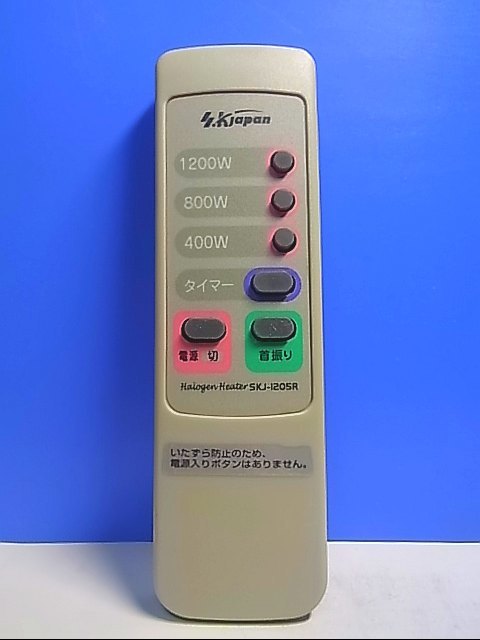 S.Kjapan
1200W
800W
400W
タイマー
電源 切
首振り
Halogen Heater SKJ-1205R
いたずら防止のため、
電源入りボタンはありません。